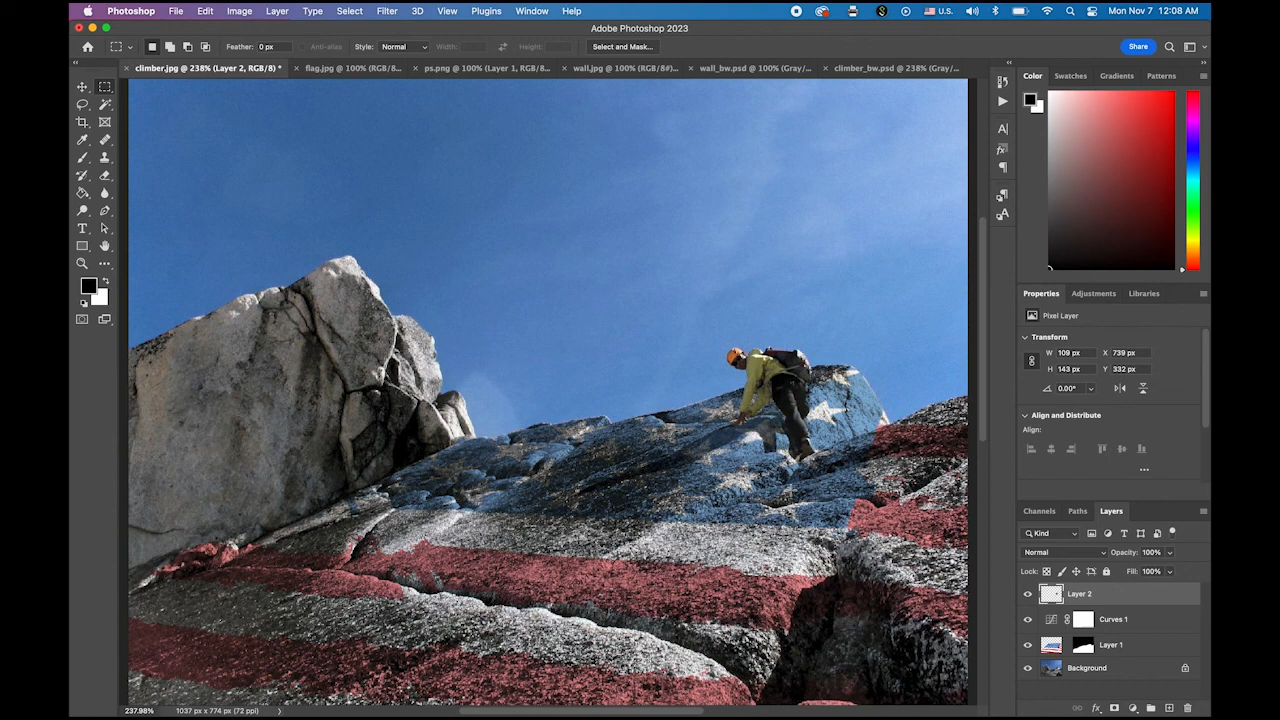 Photoshop File Edit Image Layer Type Select Filter 3D View Plugins Window Help U.S. Mon Nov 7 12:08 AM
Adobe Photoshop 2023
Feather: 0 px Anti-alias Style: Normal Width: Height: Select and Mask... Share
climber.jpg @ 238% (Layer 2, RGB/8) * flag.jpg @ 100% (RGB/8... ps.png @ 100% (Layer 1, RGB/8... wall.jpg @ 100% (RGB/8#)... wall_bw.psd @ 100% (Gray/... climber_bw.psd @ 238% (Gray/...
Color Swatches Gradients Patterns
Properties Adjustments Libraries
Pixel Layer
Transform
W 109 px X 739 px
H 143 px Y 332 px
0.00°
Align and Distribute
Align:
Channels Paths Layers
Kind
Normal Opacity: 100%
Lock: Fill: 100%
Layer 2
Curves 1
Layer 1
Background
237.98% 1037 px x 774 px (72 ppi)